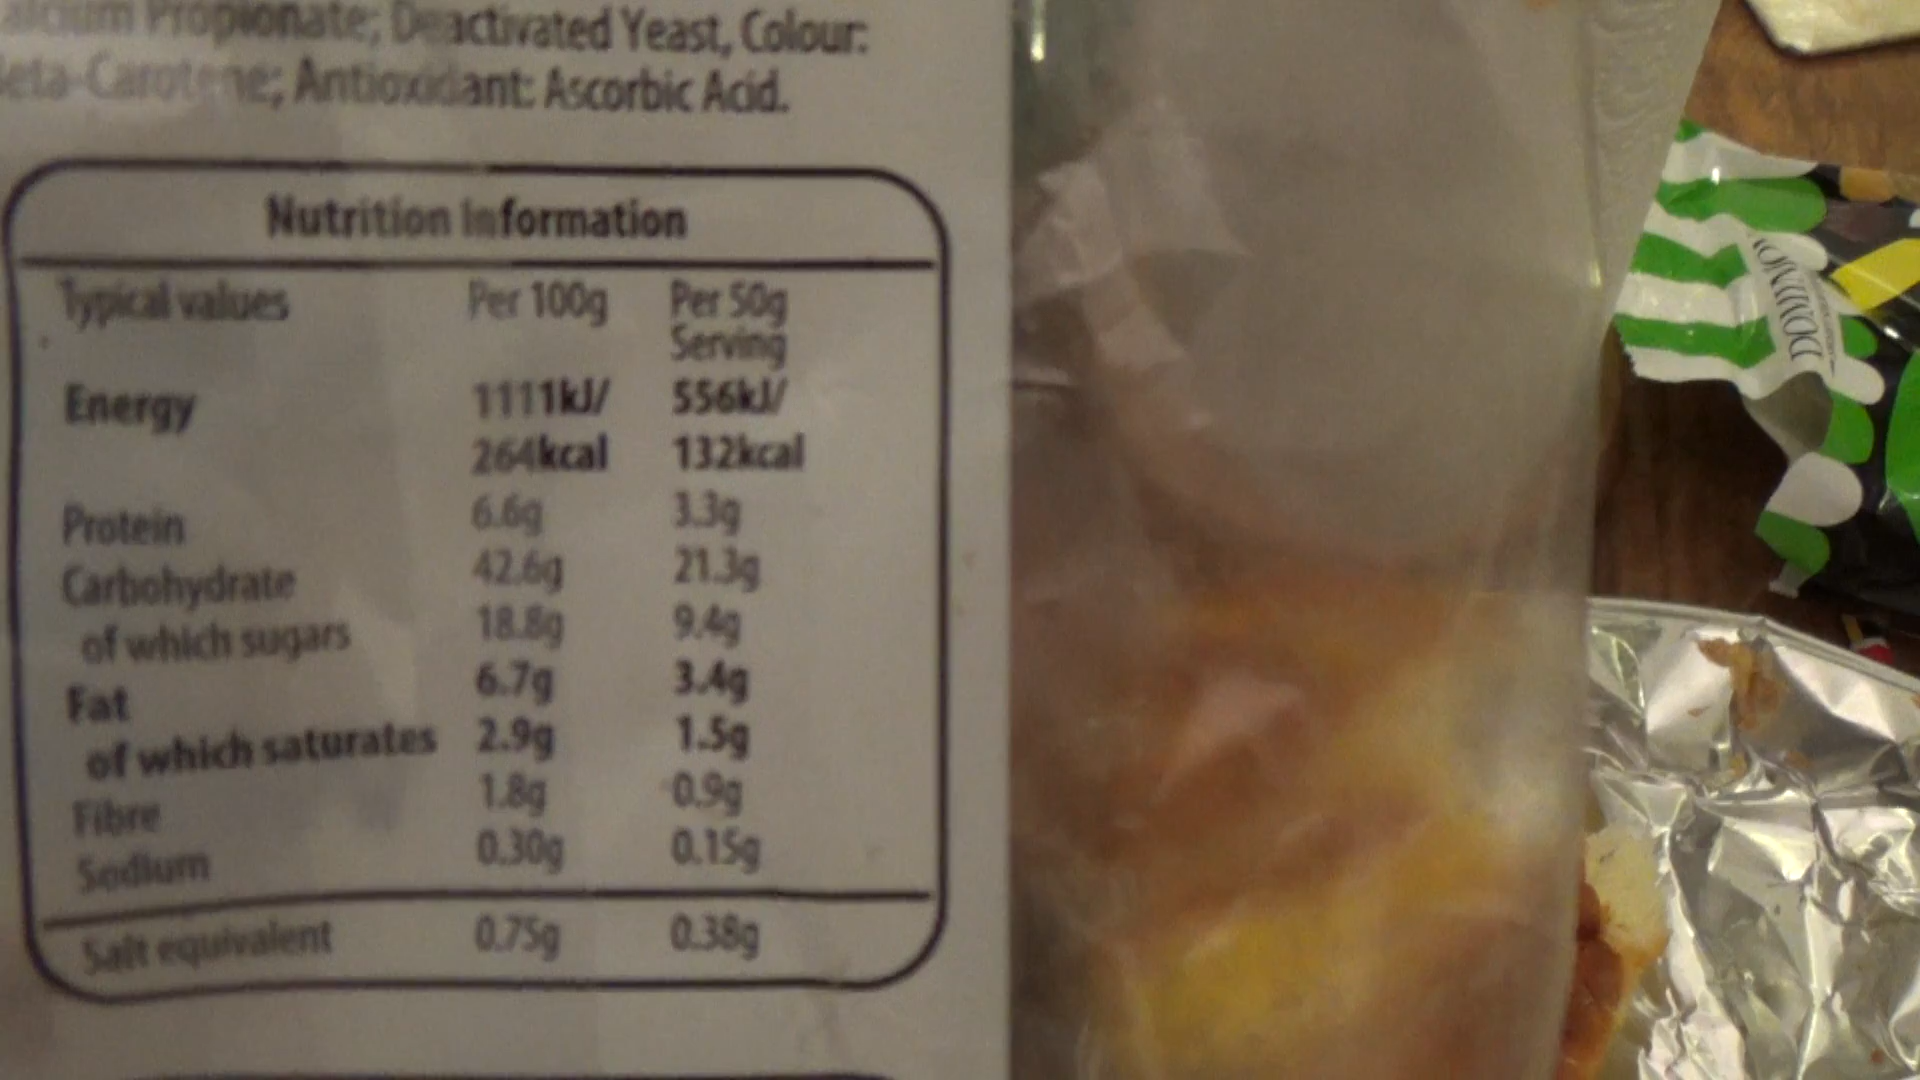 Calcium Propionate; Deactivated Yeast, Colour:
Beta-Carotene; Antioxidant: Ascorbic Acid.
Nutrition Information
Typical values Per 100g Per 50g
Serving
Energy 1111kJ/ 556kJ/
264kcal 132kcal
Protein 6.6g 3.3g
Carbohydrate 42.6g 21.3g
of which sugars 18.8g 9.4g
Fat 6.7g 3.4g
of which saturates 2.9g 1.5g
Fibre 1.8g 0.9g
Sodium 0.30g 0.15g
Salt equivalent 0.75g 0.38g